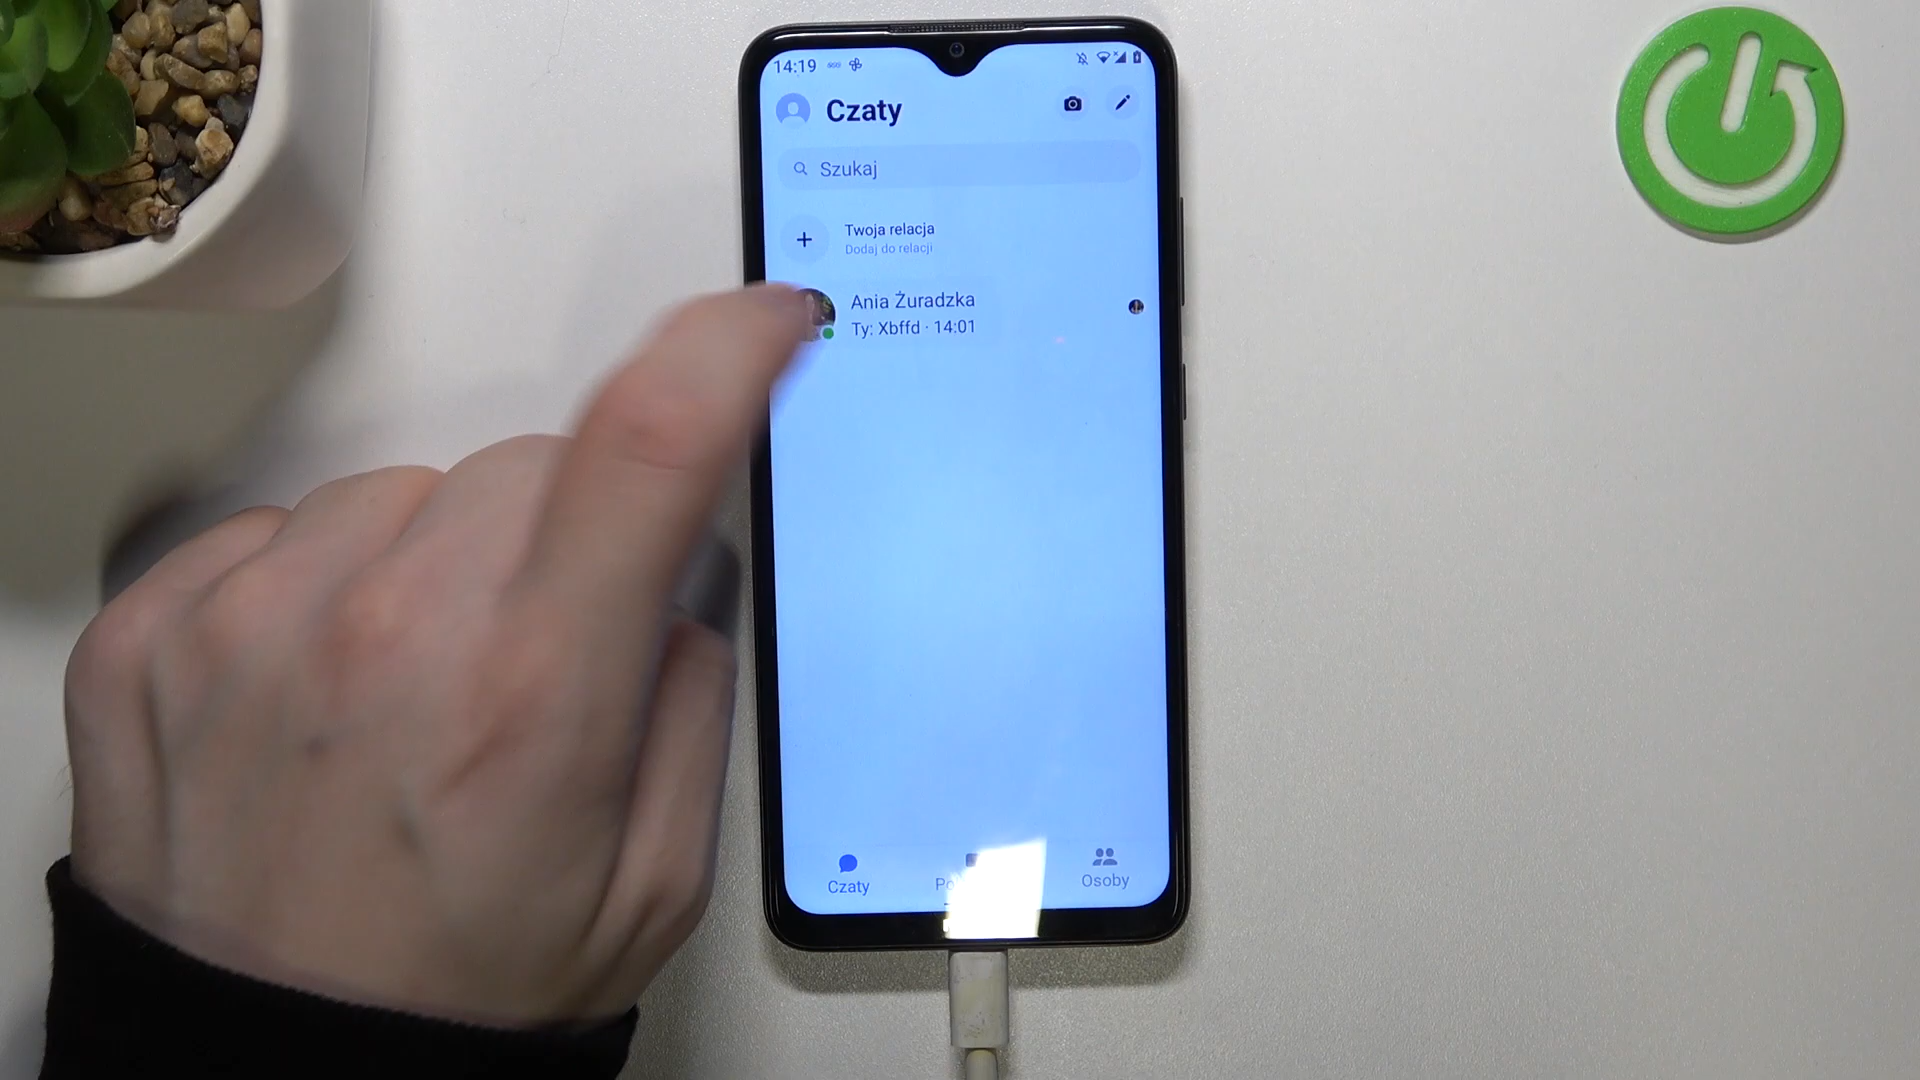 14:19
Czaty
Szukaj
Twoja relacja
Dodaj do relacji
Ania Żuradzka
Ty: Xbffd · 14:01
Czaty
Osoby